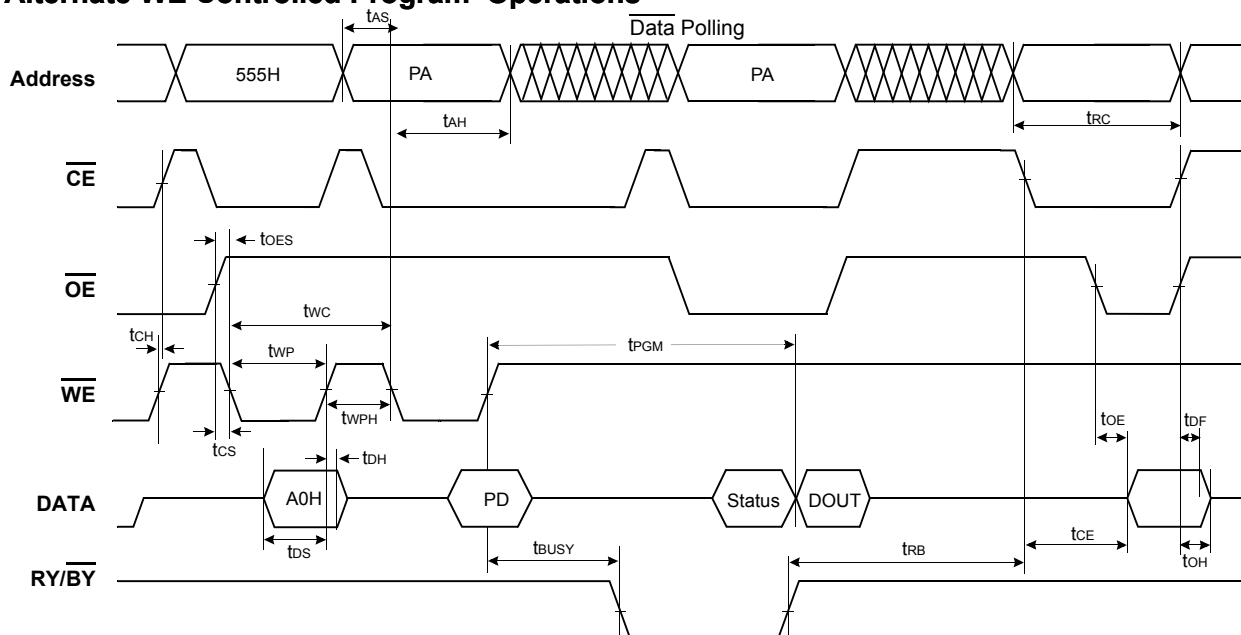 Alternate WE Controlled Program Operations
tAS
Data Polling
Address
555H
PA
PA
tAH
tRC
CE
tOES
OE
tWC
tCH
tWP
tPGM
WE
tWPH
tOE
tDF
tCS
tDH
DATA
A0H
PD
Status
DOUT
tDS
tBUSY
tRB
tCE
tOH
RY/BY